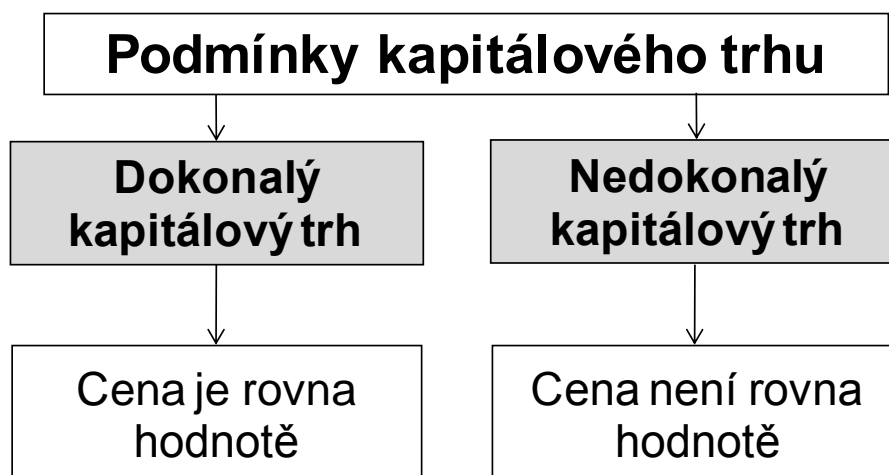 Podmínky kapitálového trhu
Dokonalý
kapitálový trh
Nedokonalý
kapitálový trh
Cena je rovna
hodnotě
Cena není rovna
hodnotě